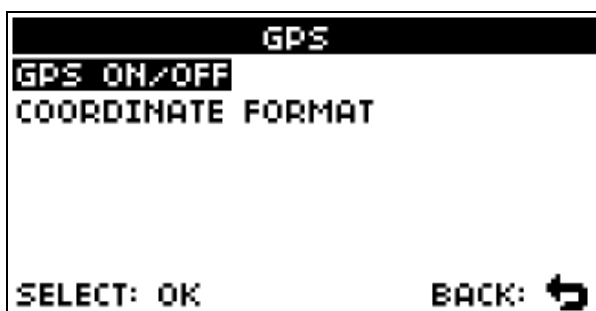 GPS
GPS ON/OFF
COORDINATE FORMAT
SELECT: OK BACK: